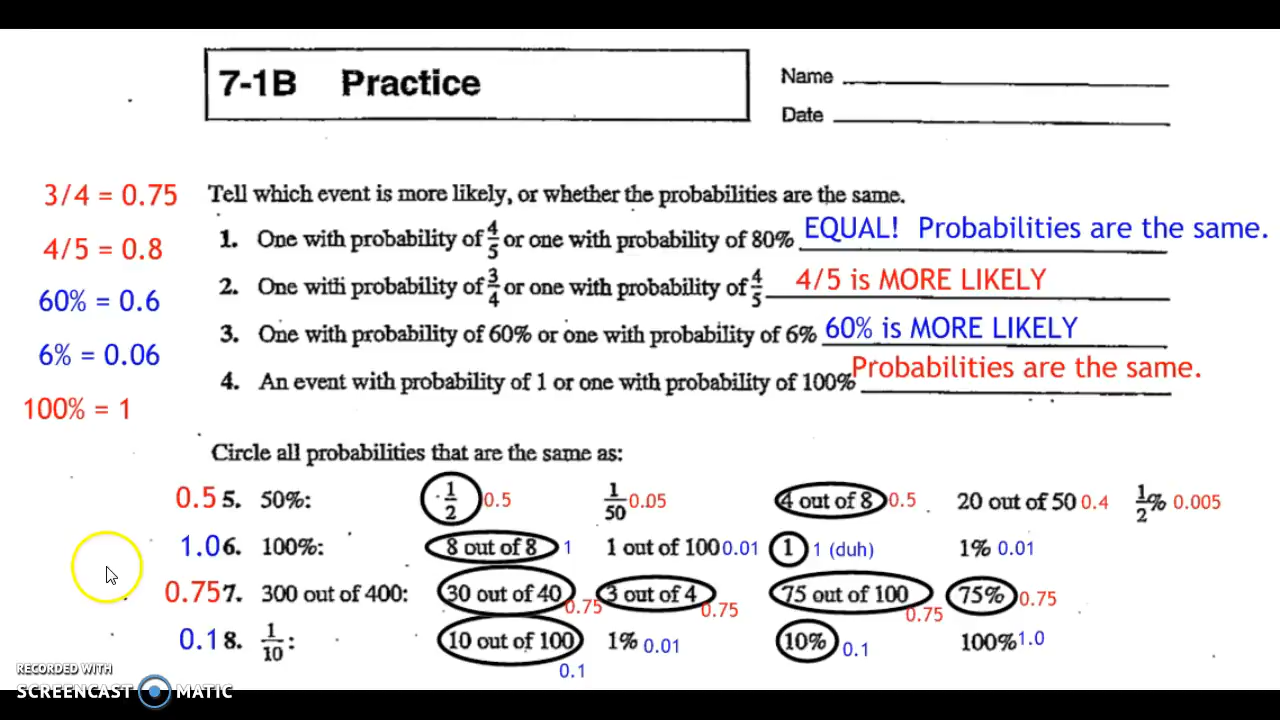 7-1B Practice
Name
Date
3/4 = 0.75
4/5 = 0.8
60% = 0.6
6% = 0.06
100% = 1
Tell which event is more likely, or whether the probabilities are the same.
1. One with probability of 4/5 or one with probability of 80% EQUAL! Probabilities are the same.
2. One with probability of 3/4 or one with probability of 4/5 4/5 is MORE LIKELY
3. One with probability of 60% or one with probability of 6% 60% is MORE LIKELY
4. An event with probability of 1 or one with probability of 100% Probabilities are the same.
Circle all probabilities that are the same as:
0.5 5. 50%: 1/2 0.5 1/50 0.05 4 out of 8 0.5 20 out of 50 0.4 1/2% 0.005
1.0 6. 100%: 8 out of 8 1 1 out of 100 0.01 1 1 (duh) 1% 0.01
0.75 7. 300 out of 400: 30 out of 40 0.75 3 out of 4 0.75 75 out of 100 0.75 75% 0.75
0.1 8. 1/10: 10 out of 100 0.1 1% 0.01 10% 0.1 100% 1.0
RECORDED WITH
SCREENCAST MATIC